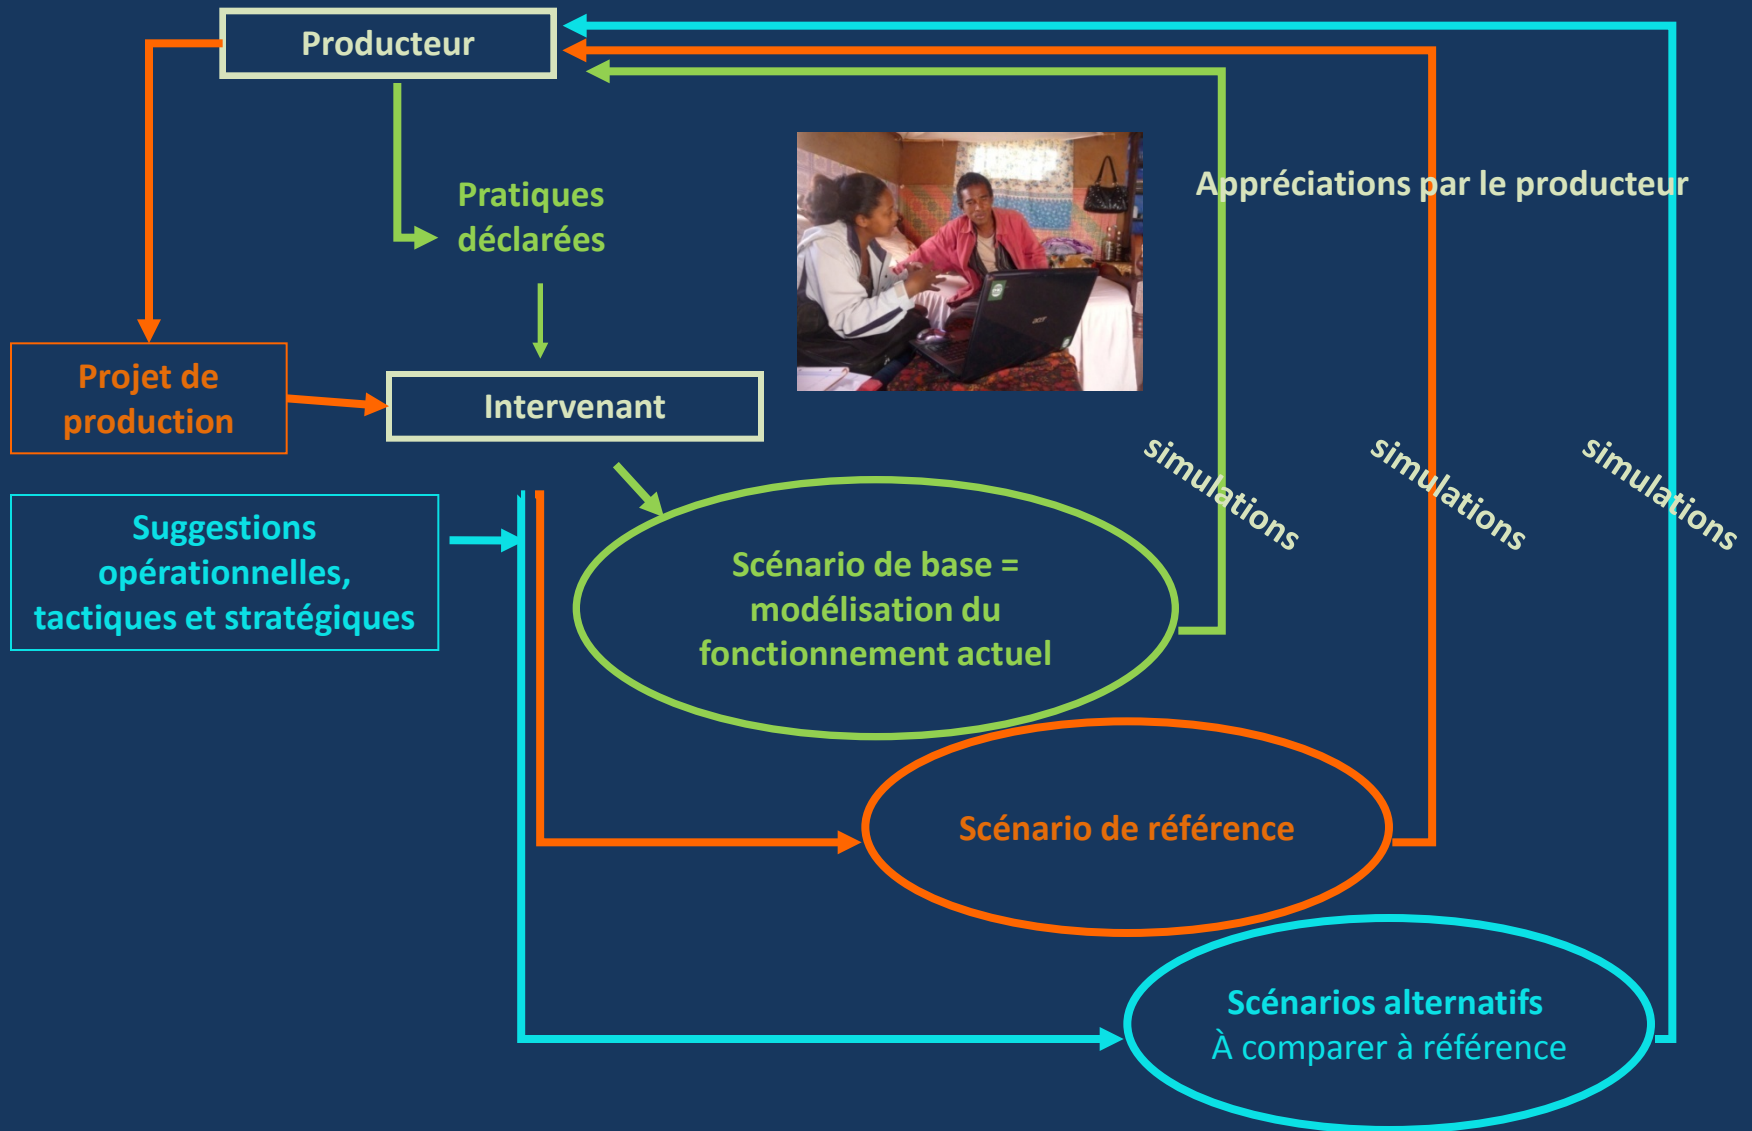 Producteur
Pratiques
déclarées
Appréciations par le producteur
Projet de
production
Intervenant
simulations
simulations
simulations
Suggestions
opérationnelles,
tactiques et stratégiques
Scénario de base =
modélisation du
fonctionnement actuel
Scénario de référence
Scénarios alternatifs
À comparer à référence
acer